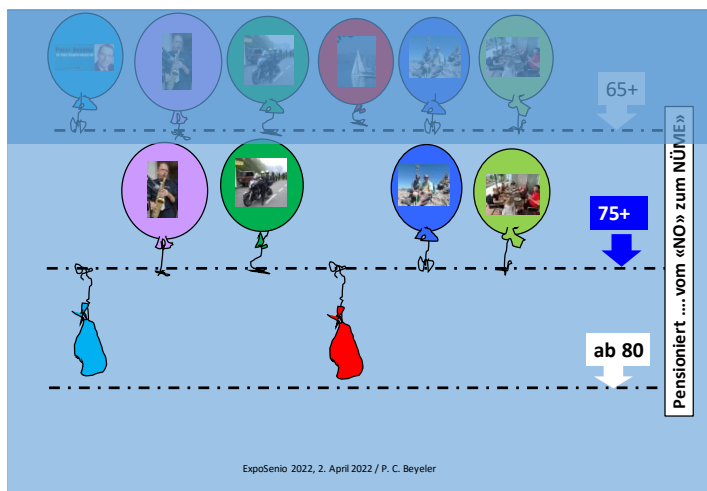 65+
75+
ab 80
Pensioniert .... vom «NO» zum NÜME»
ExpoSenio 2022, 2. April 2022 / P. C. Beyeler